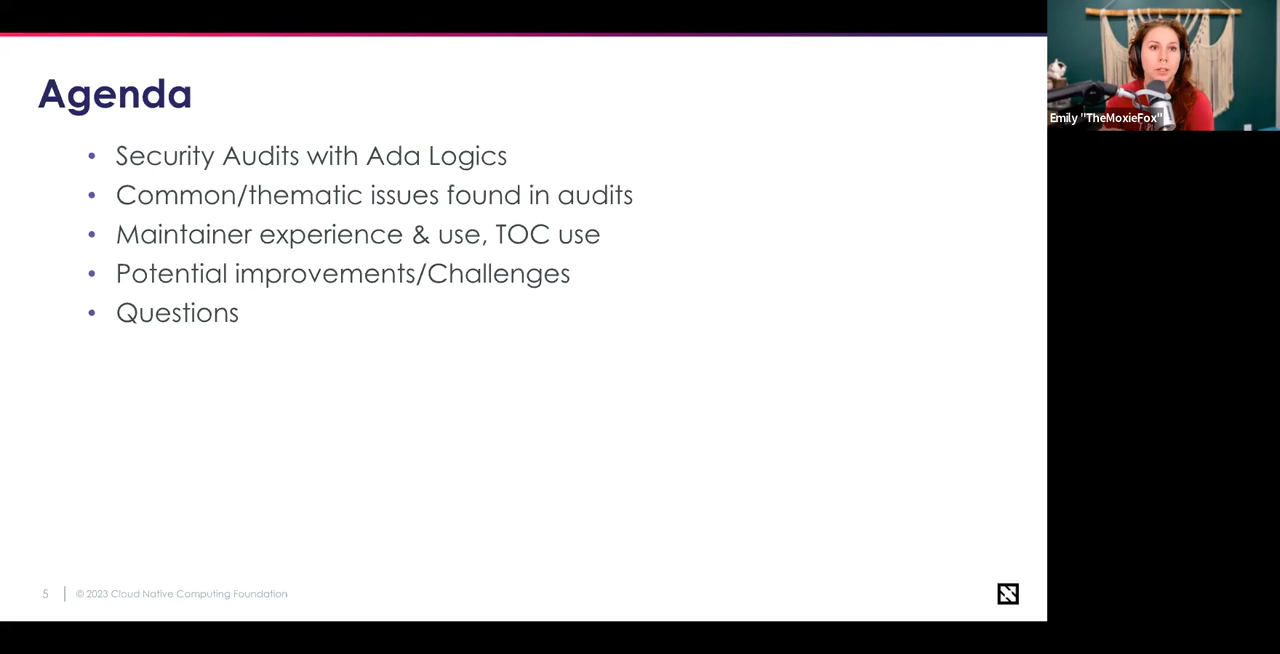 Agenda
• Security Audits with Ada Logics
• Common/thematic issues found in audits
• Maintainer experience & use, TOC use
• Potential improvements/Challenges
• Questions
5
© 2023 Cloud Native Computing Foundation
Emily "TheMoxieFox"